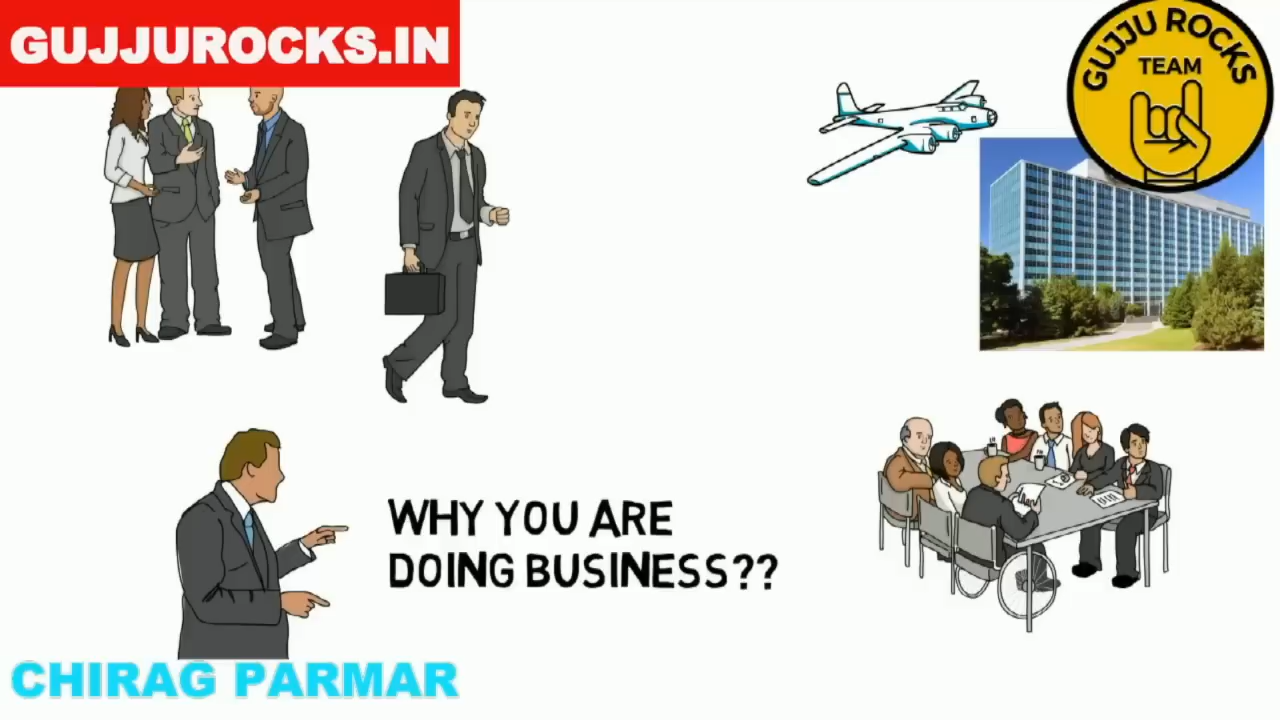 GUJJUROCKS.IN
GUJJU ROCKS
TEAM
WHY YOU ARE
DOING BUSINESS??
CHIRAG PARMAR